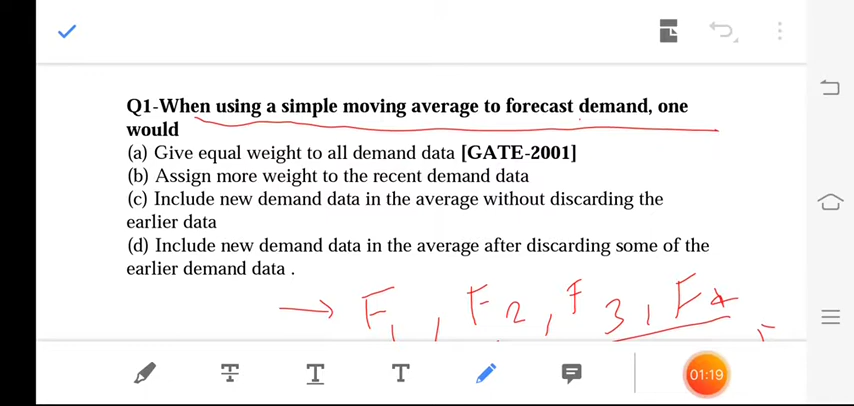 Q1-When using a simple moving average to forecast demand, one
would
(a) Give equal weight to all demand data [GATE-2001]
(b) Assign more weight to the recent demand data
(c) Include new demand data in the average without discarding the
earlier data
(d) Include new demand data in the average after discarding some of the
earlier demand data .
→ F1, F2, F3, F4
T T T
01:19